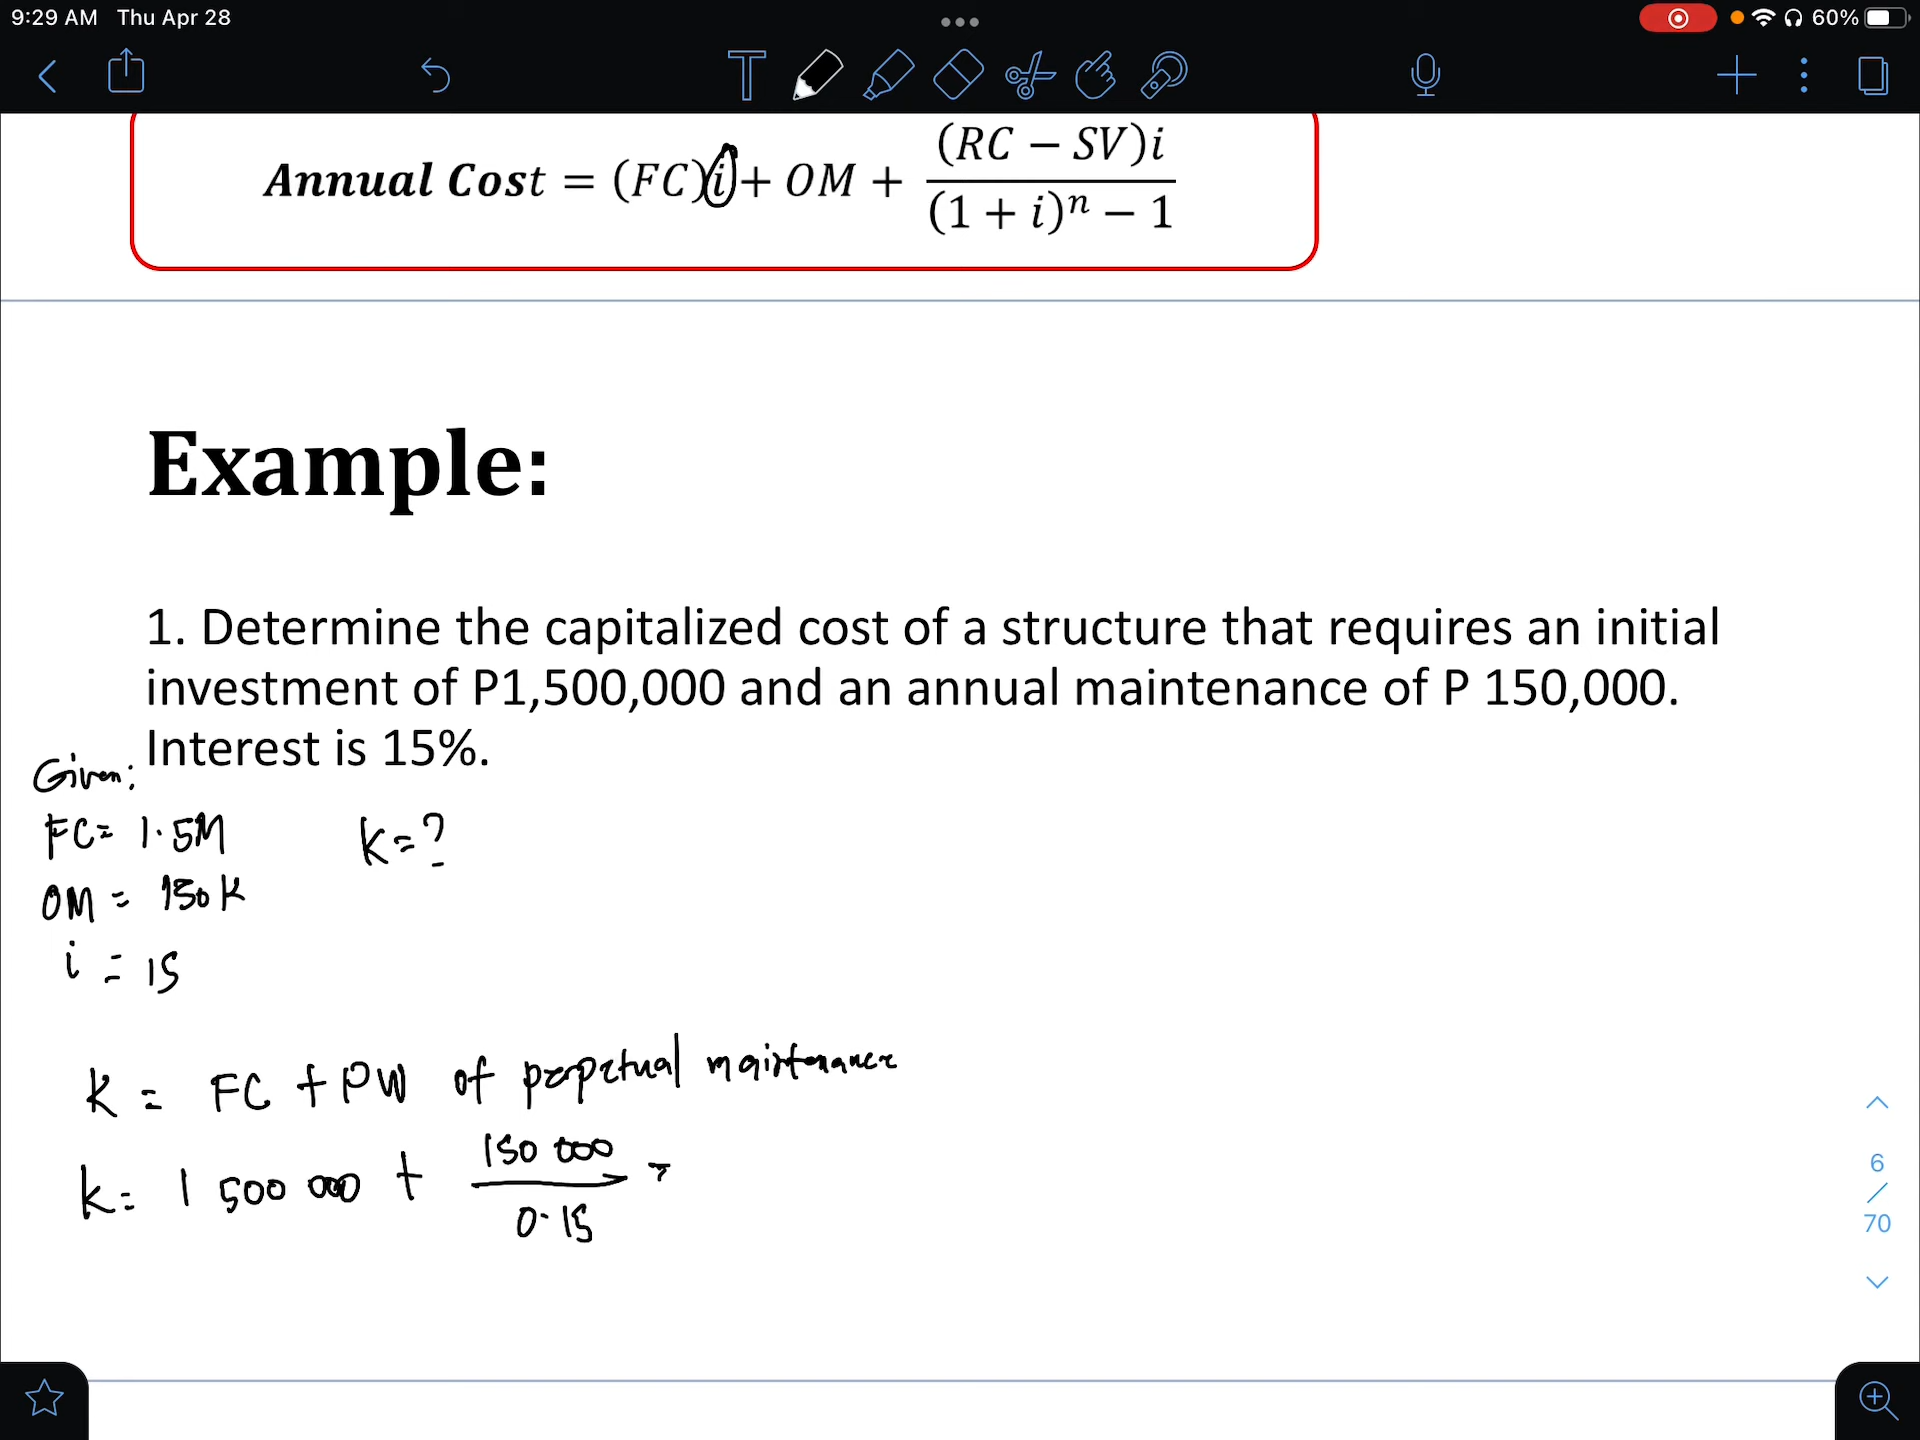 9:29 AM Thu Apr 28
60%
T
Annual Cost = (FC)i + OM + (RC − SV)i / (1 + i)ⁿ − 1
Example:
1. Determine the capitalized cost of a structure that requires an initial
investment of P1,500,000 and an annual maintenance of P 150,000.
Interest is 15%.
Given:
FC = 1.5M
k = ?
OM = 150K
i = 15
K = FC + PW of perpetual maintenance
k = 1 500 000 + 150 000 / 0.15 =
6
/
70